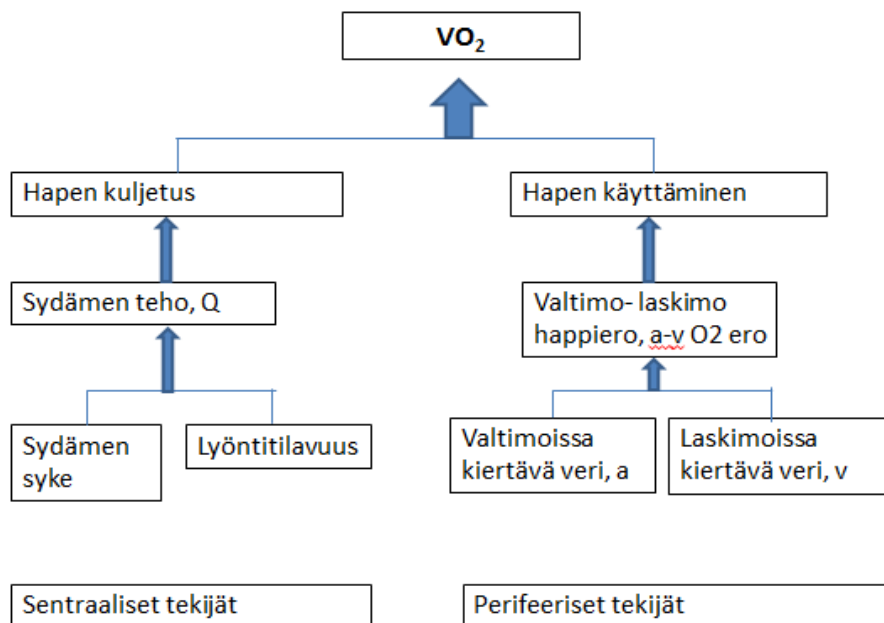 VO₂
Hapen kuljetus
Hapen käyttäminen
Sydämen teho, Q
Valtimo- laskimo
happiero, a-v O2 ero
Sydämen
syke
Lyöntitilavuus
Valtimoissa
kiertävä veri, a
Laskimoissa
kiertävä veri, v
Sentraaliset tekijät
Perifeeriset tekijät